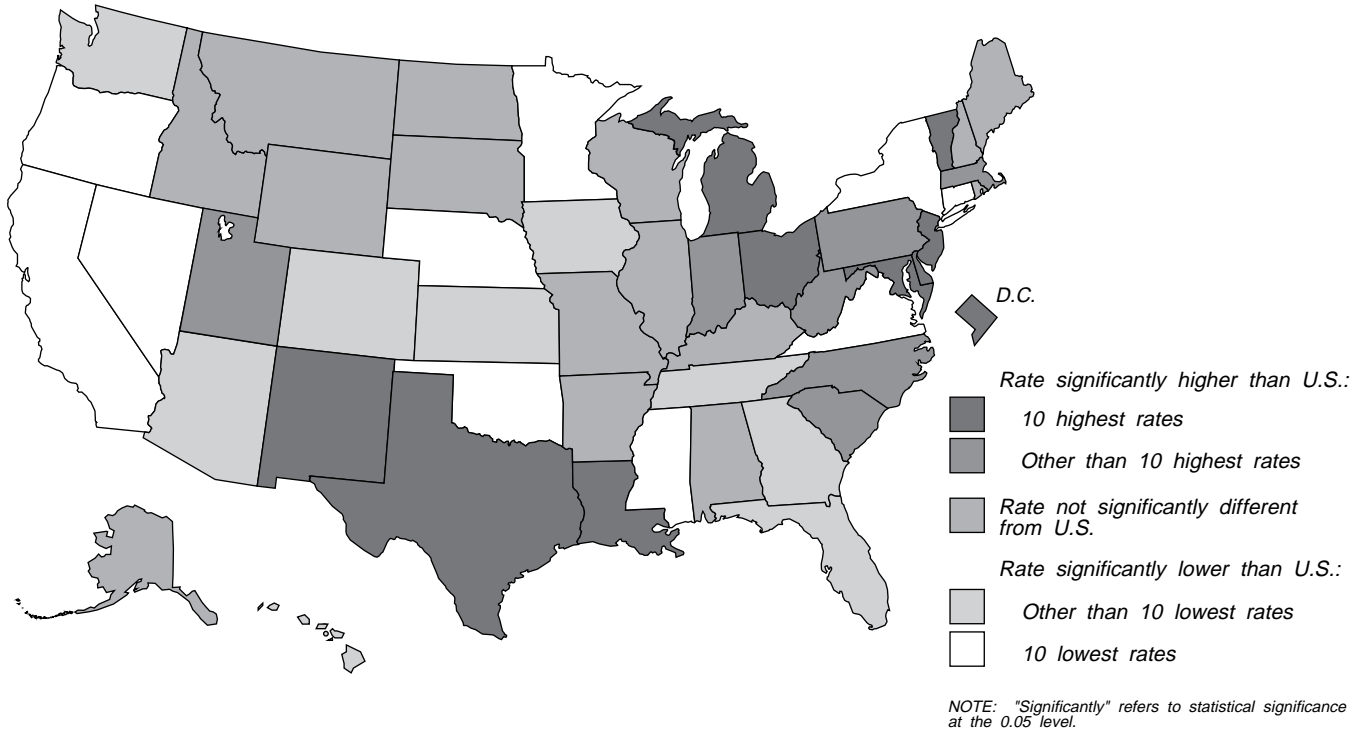 D.C.
Rate significantly higher than U.S.:
10 highest rates
Other than 10 highest rates
Rate not significantly different
from U.S.
Rate significantly lower than U.S.:
Other than 10 lowest rates
10 lowest rates
NOTE: "Significantly" refers to statistical significance
at the 0.05 level.